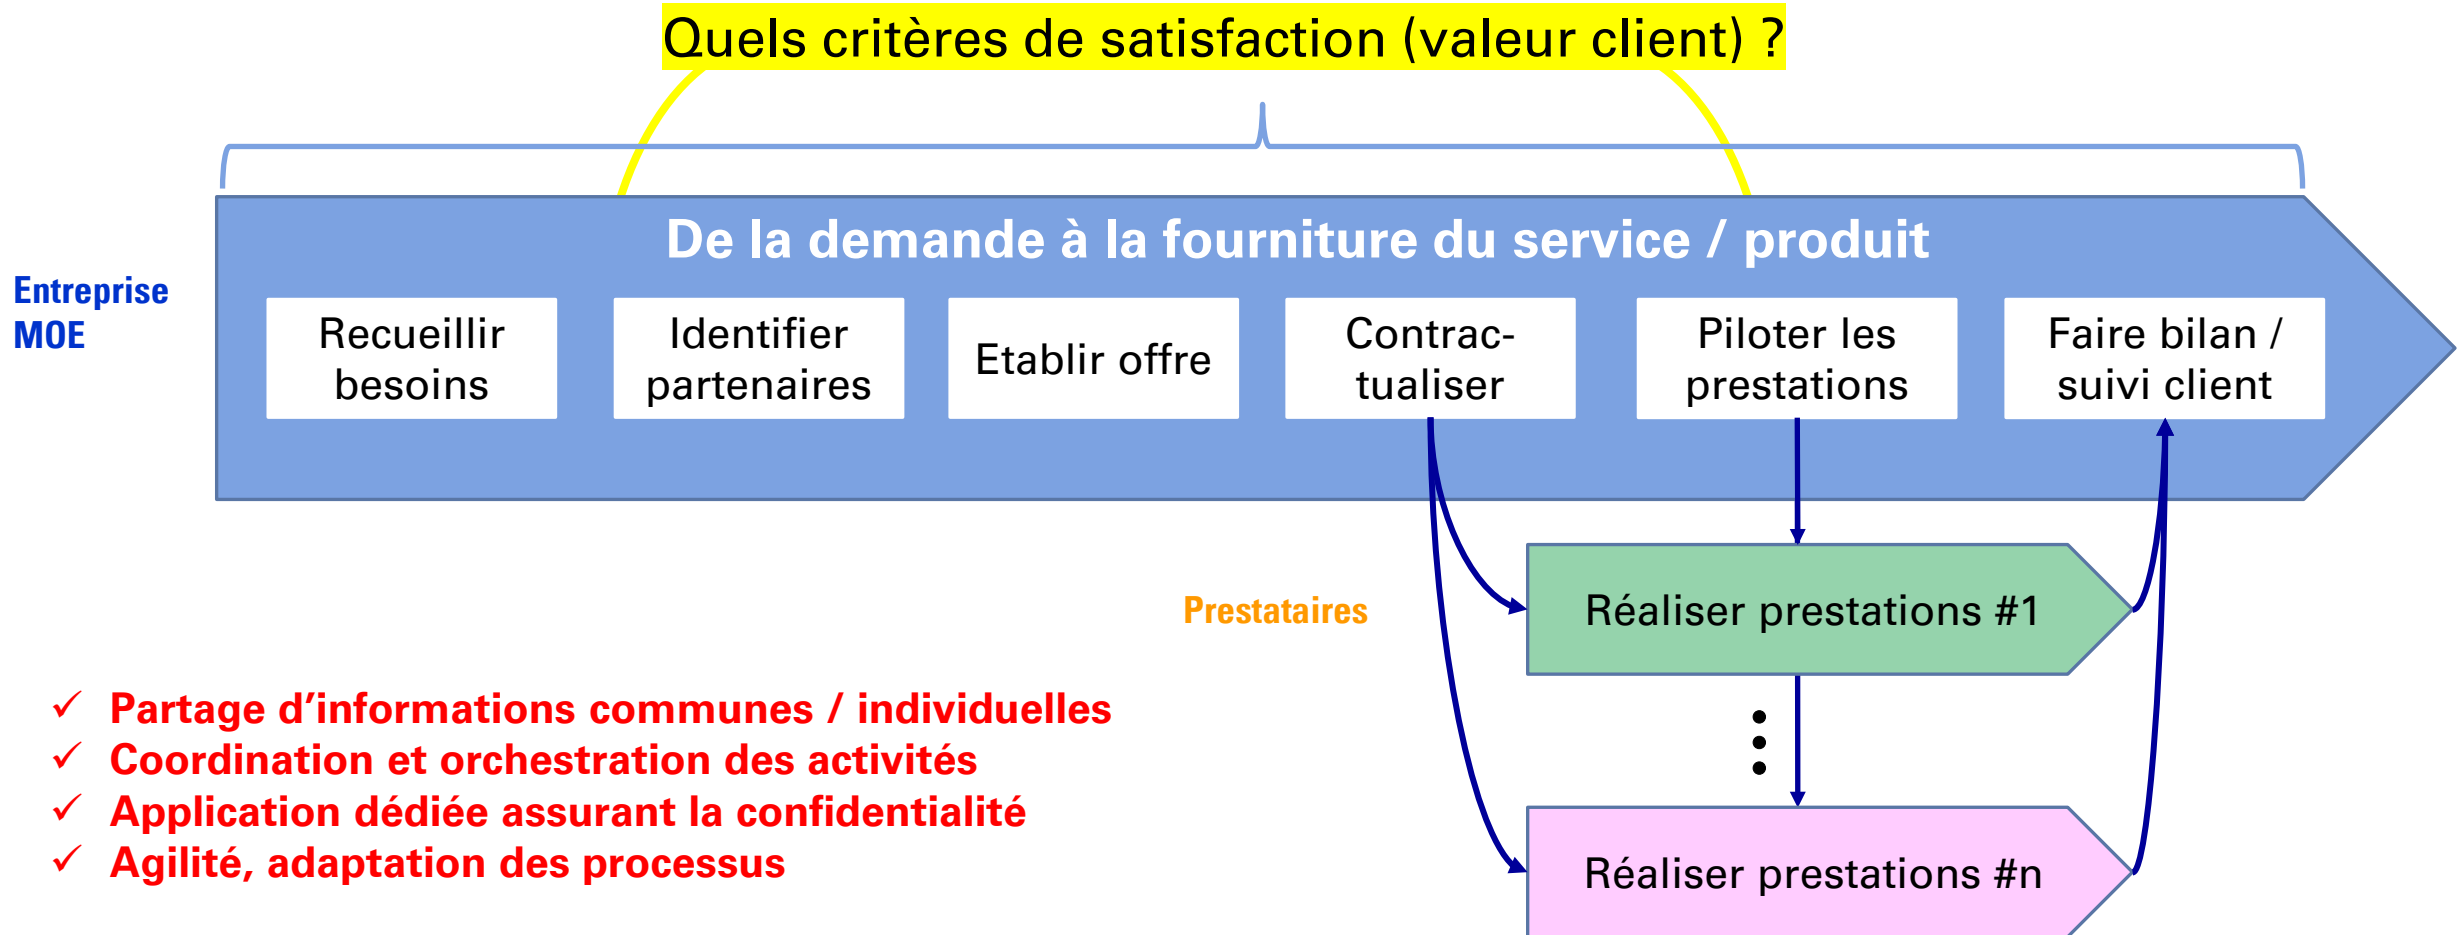 Quels critères de satisfaction (valeur client) ?
De la demande à la fourniture du service / produit
Entreprise
MOE
Recueillir
besoins
Identifier
partenaires
Etablir offre
Contrac-
tualiser
Piloter les
prestations
Faire bilan /
suivi client
Prestataires
Réaliser prestations #1
✓ Partage d’informations communes / individuelles
✓ Coordination et orchestration des activités
✓ Application dédiée assurant la confidentialité
✓ Agilité, adaptation des processus
Réaliser prestations #n